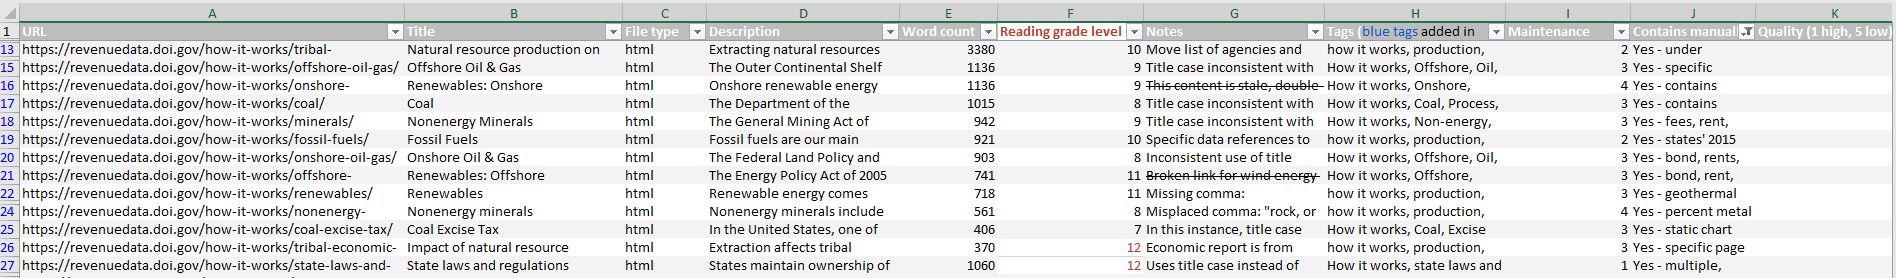 A B C D E F G H I J K
1 URL Title File type Description Word count Reading grade level Notes Tags (blue tags added in Maintenance Contains manual Quality (1 high, 5 low)
13 https://revenuedata.doi.gov/how-it-works/tribal- Natural resource production on html Extracting natural resources 3380 10 Move list of agencies and how it works, production, 2 Yes - under
15 https://revenuedata.doi.gov/how-it-works/offshore-oil-gas/ Offshore Oil & Gas html The Outer Continental Shelf 1136 9 Title case inconsistent with How it works, Offshore, Oil, 3 Yes - specific
16 https://revenuedata.doi.gov/how-it-works/onshore- Renewables: Onshore html Onshore renewable energy 1136 9 This content is stale, double- How it works, Onshore, 4 Yes - contains
17 https://revenuedata.doi.gov/how-it-works/coal/ Coal html The Department of the 1015 8 Title case inconsistent with How it works, Coal, Process, 3 Yes - contains
18 https://revenuedata.doi.gov/how-it-works/minerals/ Nonenergy Minerals html The General Mining Act of 942 9 Title case inconsistent with How it works, Non-energy, 3 Yes - fees, rent,
19 https://revenuedata.doi.gov/how-it-works/fossil-fuels/ Fossil Fuels html Fossil fuels are our main 921 10 Specific data references to how it works, production, 2 Yes - states' 2015
20 https://revenuedata.doi.gov/how-it-works/onshore-oil-gas/ Onshore Oil & Gas html The Federal Land Policy and 903 8 Inconsistent use of title How it works, Offshore, Oil, 3 Yes - bond, rents,
21 https://revenuedata.doi.gov/how-it-works/offshore- Renewables: Offshore html The Energy Policy Act of 2005 741 11 Broken link for wind energy How it works, Offshore, 3 Yes - bond, rent,
22 https://revenuedata.doi.gov/how-it-works/renewables/ Renewables html Renewable energy comes 718 11 Missing comma: how it works, production, 3 Yes - geothermal
24 https://revenuedata.doi.gov/how-it-works/nonenergy- Nonenergy minerals html Nonenergy minerals include 561 8 Misplaced comma: "rock, or how it works, production, 4 Yes - percent metal
25 https://revenuedata.doi.gov/how-it-works/coal-excise-tax/ Coal Excise Tax html In the United States, one of 406 7 In this instance, title case How it works, Coal, Excise 3 Yes - static chart
26 https://revenuedata.doi.gov/how-it-works/tribal-economic- Impact of natural resource html Extraction affects tribal 370 12 Economic report is from how it works, production, 3 Yes - specific page
27 https://revenuedata.doi.gov/how-it-works/state-laws-and- State laws and regulations html States maintain ownership of 1060 12 Uses title case instead of How it works, state laws and 1 Yes - multiple,